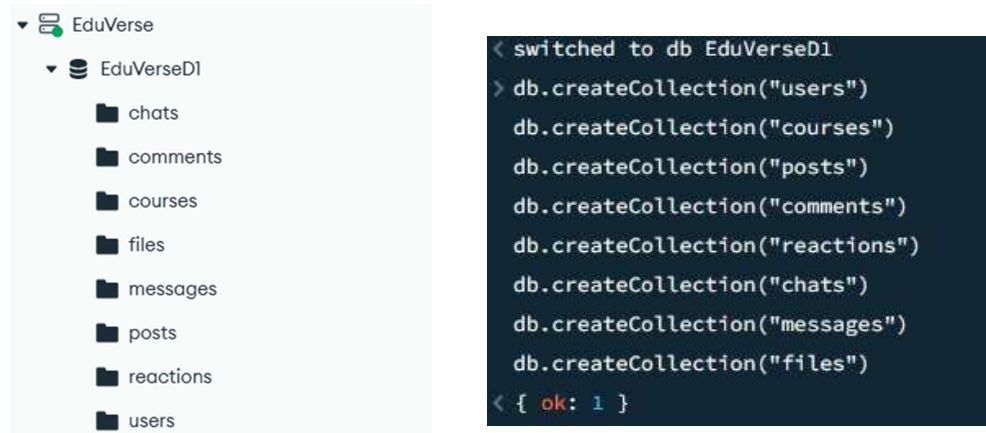 EduVerse
EduVerseD1
chats
comments
courses
files
messages
posts
reactions
users
switched to db EduVerseD1
db.createCollection("users")
db.createCollection("courses")
db.createCollection("posts")
db.createCollection("comments")
db.createCollection("reactions")
db.createCollection("chats")
db.createCollection("messages")
db.createCollection("files")
{ ok: 1 }